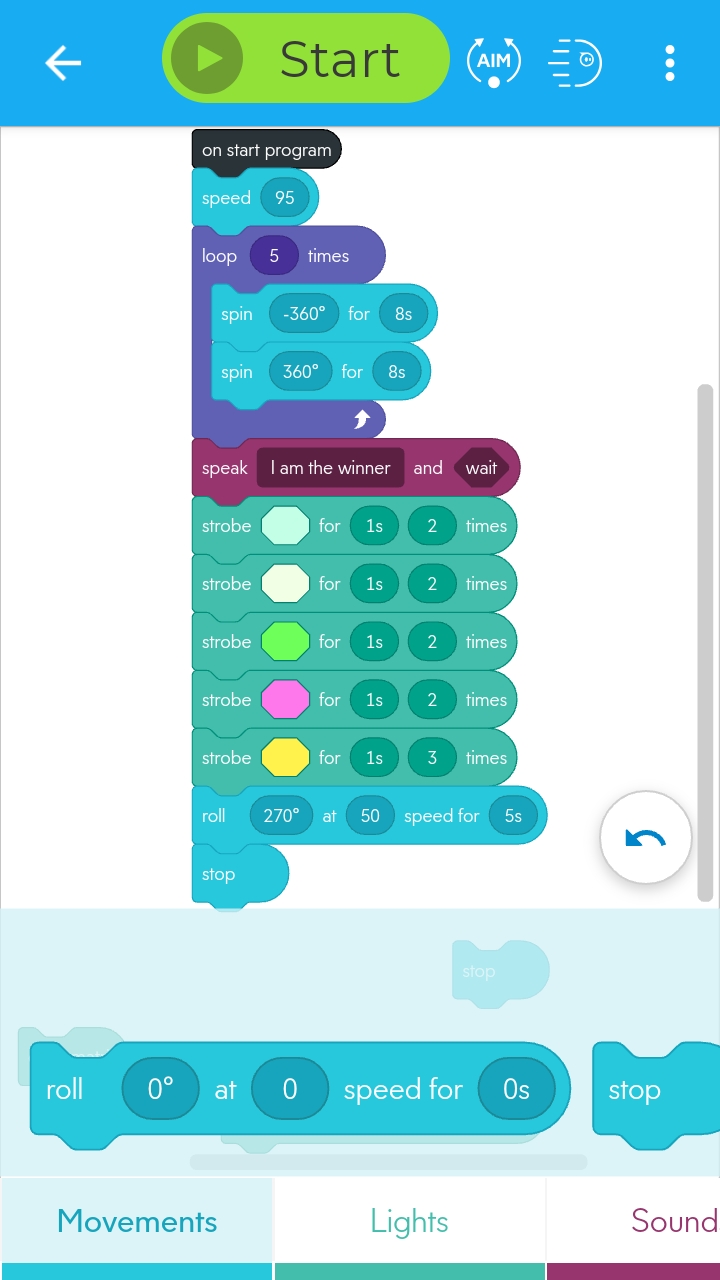 Start
AIM
on start program
speed 95
loop 5 times
spin -360° for 8s
spin 360° for 8s
speak I am the winner and wait
strobe for 1s 2 times
strobe for 1s 2 times
strobe for 1s 2 times
strobe for 1s 2 times
strobe for 1s 3 times
roll 270° at 50 speed for 5s
stop
stop
roll 0° at 0 speed for 0s stop
Movements Lights Sound